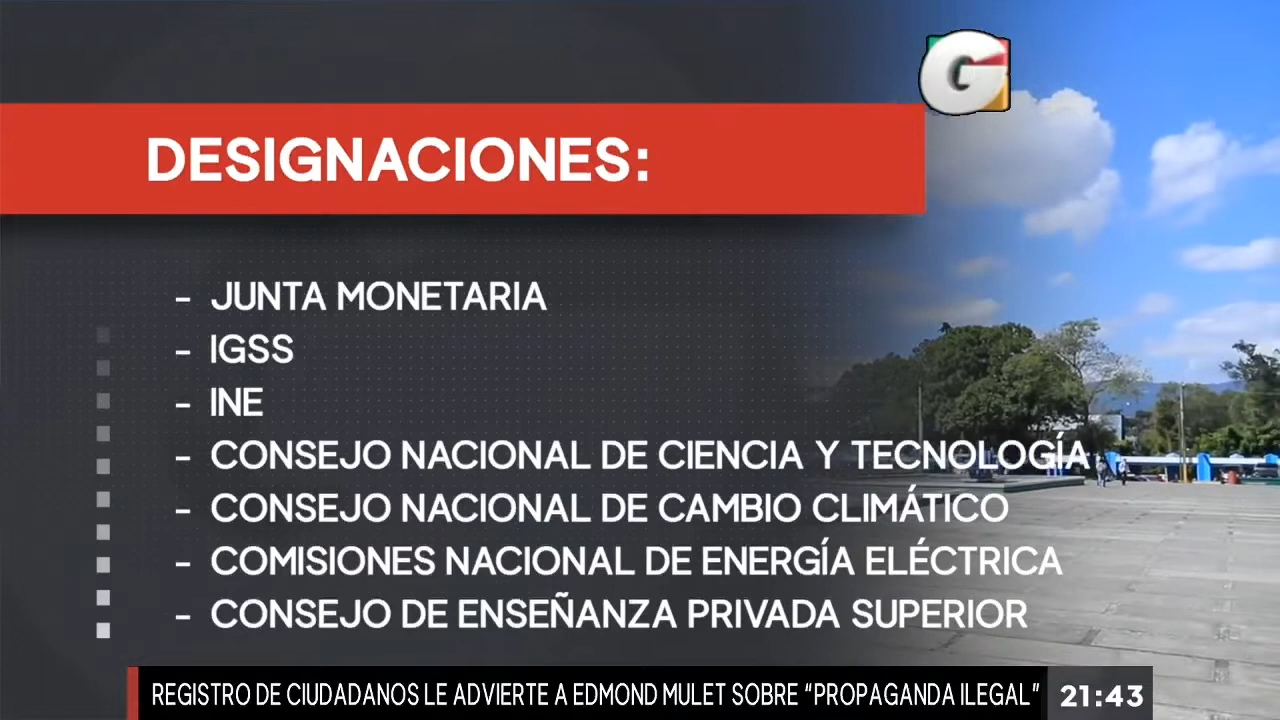 G
DESIGNACIONES:
- JUNTA MONETARIA
- IGSS
- INE
- CONSEJO NACIONAL DE CIENCIA Y TECNOLOGÍA
- CONSEJO NACIONAL DE CAMBIO CLIMÁTICO
- COMISIONES NACIONAL DE ENERGÍA ELÉCTRICA
- CONSEJO DE ENSEÑANZA PRIVADA SUPERIOR
REGISTRO DE CIUDADANOS LE ADVIERTE A EDMOND MULET SOBRE “PROPAGANDA ILEGAL” 21:43